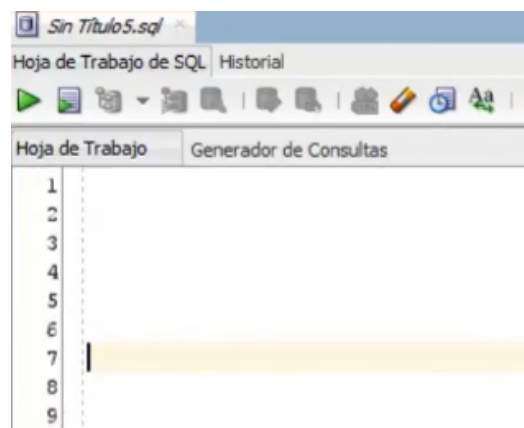 Sin Título5.sql
Hoja de Trabajo de SQL Historial
Aa
Hoja de Trabajo Generador de Consultas
1
2
3
4
5
6
7
8
9